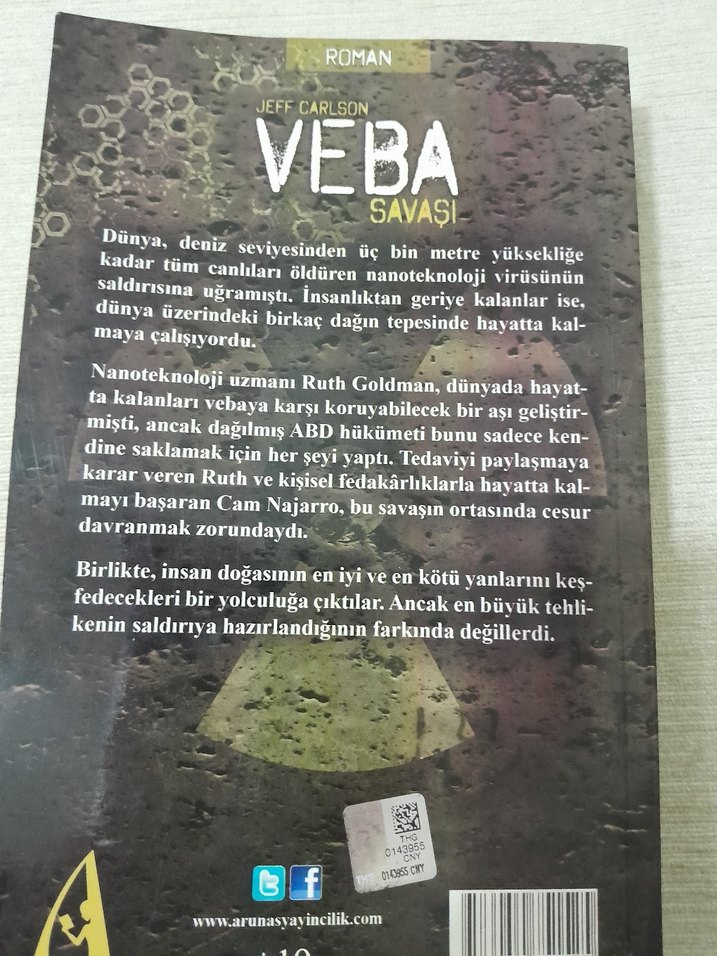 ROMAN
JEFF CARLSON
VEBA
SAVAŞI
Dünya, deniz seviyesinden üç bin metre yüksekliğe
kadar tüm canlıları öldüren nanoteknoloji virüsünün
saldırısına uğramıştı. İnsanlıktan geriye kalanlar ise,
dünya üzerindeki birkaç dağın tepesinde hayatta kal-
maya çalışıyordu.
Nanoteknoloji uzmanı Ruth Goldman, dünyada hayat-
ta kalanları vebaya karşı koruyabilecek bir aşı geliştir-
mişti, ancak dağılmış ABD hükümeti bunu sadece ken-
dine saklamak için her şeyi yaptı. Tedaviyi paylaşmaya
karar veren Ruth ve kişisel fedakârlıklarla hayatta kal-
mayı başaran Cam Najarro, bu savaşın ortasında cesur
davranmak zorundaydı.
Birlikte, insan doğasının en iyi ve en kötü yanlarını keş-
fedecekleri bir yolculuğa çıktılar. Ancak en büyük tehli-
kenin saldırıya hazırlandığının farkında değillerdi.
THG
0143955
CNY
THG 0143955 CNY
www.arunasyayincilik.com